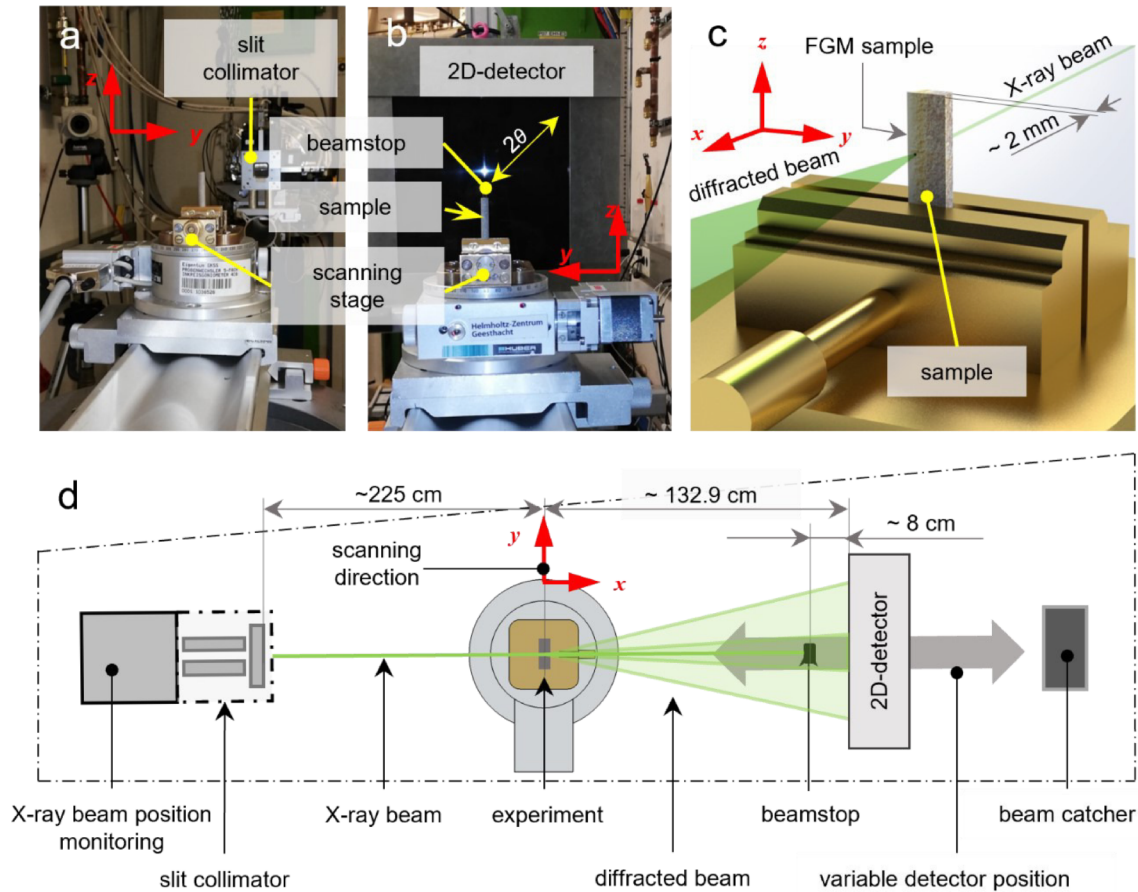 a
slit
collimator
z
y
b
2D-detector
2θ
beamstop
sample
scanning
stage
z
y
Helmholtz-Zentrum
Geesthacht
HUBER
c
z
FGM sample
X-ray beam
x
y
~ 2 mm
diffracted beam
sample
d
~225 cm
~ 132.9 cm
~ 8 cm
scanning
direction
y
x
2D-detector
X-ray beam position
monitoring
slit collimator
X-ray beam
experiment
diffracted beam
beamstop
variable detector position
beam catcher